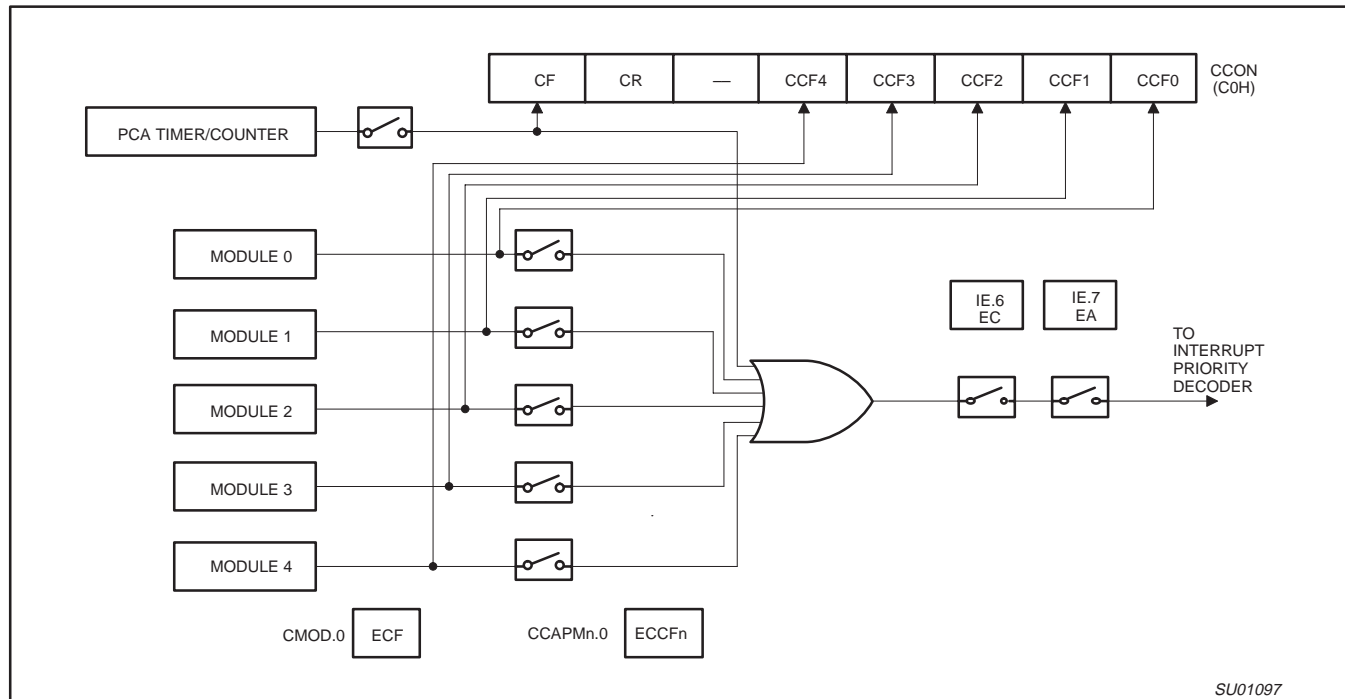 CF CR — CCF4 CCF3 CCF2 CCF1 CCF0
CCON
(C0H)
PCA TIMER/COUNTER
MODULE 0
MODULE 1
IE.6
EC
IE.7
EA
TO
INTERRUPT
PRIORITY
DECODER
MODULE 2
MODULE 3
MODULE 4
CMOD.0 ECF CCAPMn.0 ECCFn
SU01097